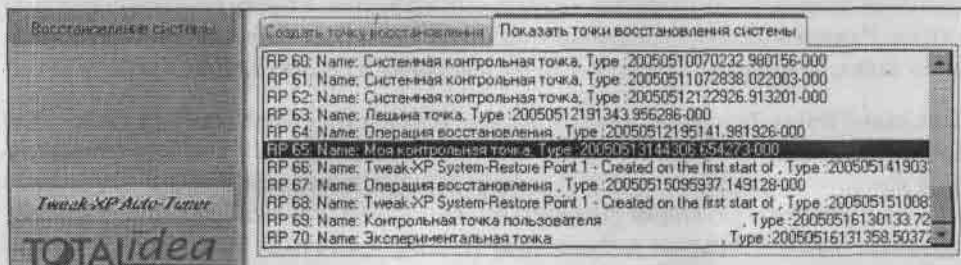 Восстановление системы
Создать точку восстановления
Показать точки восстановления системы
RP 60: Name: Системная контрольная точка, Type :20050510070232.980156-000
RP 61: Name: Системная контрольная точка, Type :20050511072838.022003-000
RP 62: Name: Системная контрольная точка, Type :20050512122926.913201-000
RP 63: Name: Лешина точка, Type :20050512191343.956286-000
RP 64: Name: Операция восстановления , Type :20050512195141.981926-000
RP 65: Name: Моя контрольная точка, Type :20050513144306.654273-000
RP 66: Name: Tweak-XP System-Restore Point 1 - Created on the first start of , Type :200505141903
RP 67: Name: Операция восстановления , Type :20050515095937.149128-000
RP 68: Name: Tweak-XP System-Restore Point 1 - Created on the first start of , Type :200505151008
RP 69: Name: Контрольная точка пользователя , Type :20050516130133.72
RP 70: Name: Экспериментальная точка , Type :20050516131358.50372
Tweak-XP Auto-Tuner
TOTALidea